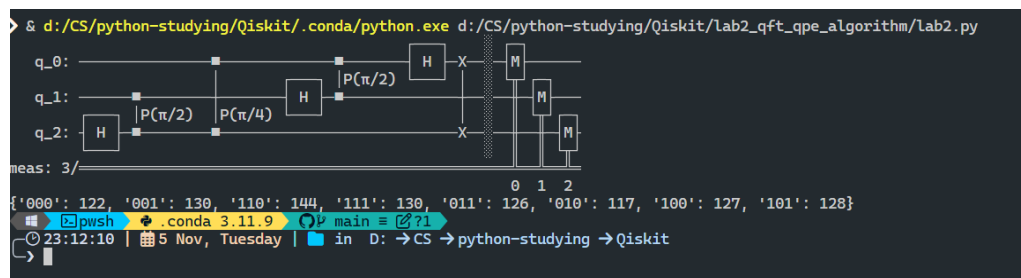 & d:/CS/python-studying/Qiskit/.conda/python.exe d:/CS/python-studying/Qiskit/lab2_qft_qpe_algorithm/lab2.py
H X M
q_0:
P(π/2)
H M
q_1:
P(π/2) P(π/4)
q_2: H X M
meas: 3/
0 1 2
{'000': 122, '001': 130, '110': 144, '111': 130, '011': 126, '010': 117, '100': 127, '101': 128}
pwsh .conda 3.11.9 main ≡ ?1
23:12:10 | 5 Nov, Tuesday | in D: →CS →python-studying →Qiskit